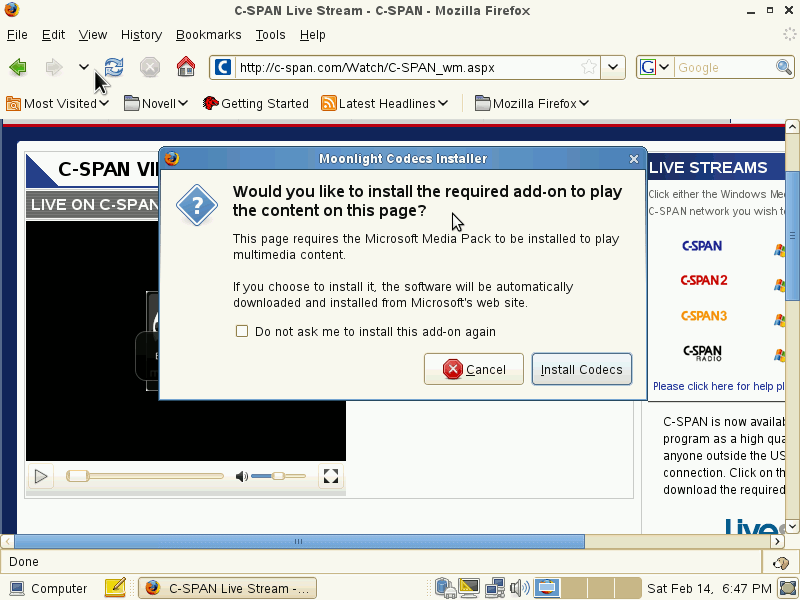 C-SPAN Live Stream - C-SPAN - Mozilla Firefox
File Edit View History Bookmarks Tools Help
http://c-span.com/Watch/C-SPAN_wm.aspx
G Google
Most Visited Novell Getting Started Latest Headlines Mozilla Firefox
C-SPAN VI
LIVE ON C-SPAN
Moonlight Codecs Installer
Would you like to install the required add-on to play
the content on this page?
This page requires the Microsoft Media Pack to be installed to play
multimedia content.
If you choose to install it, the software will be automatically
downloaded and installed from Microsoft's web site.
Do not ask me to install this add-on again
Cancel Install Codecs
LIVE STREAMS
Click either the Windows Me
C-SPAN network you wish t
C-SPAN
C-SPAN2
C-SPAN3
C-SPAN
RADIO
Please click here for help pl
C-SPAN is now availab
program as a high qua
anyone outside the US
connection. Click on th
download the required
Live
Done
Computer C-SPAN Live Stream -... Sat Feb 14, 6:47 PM